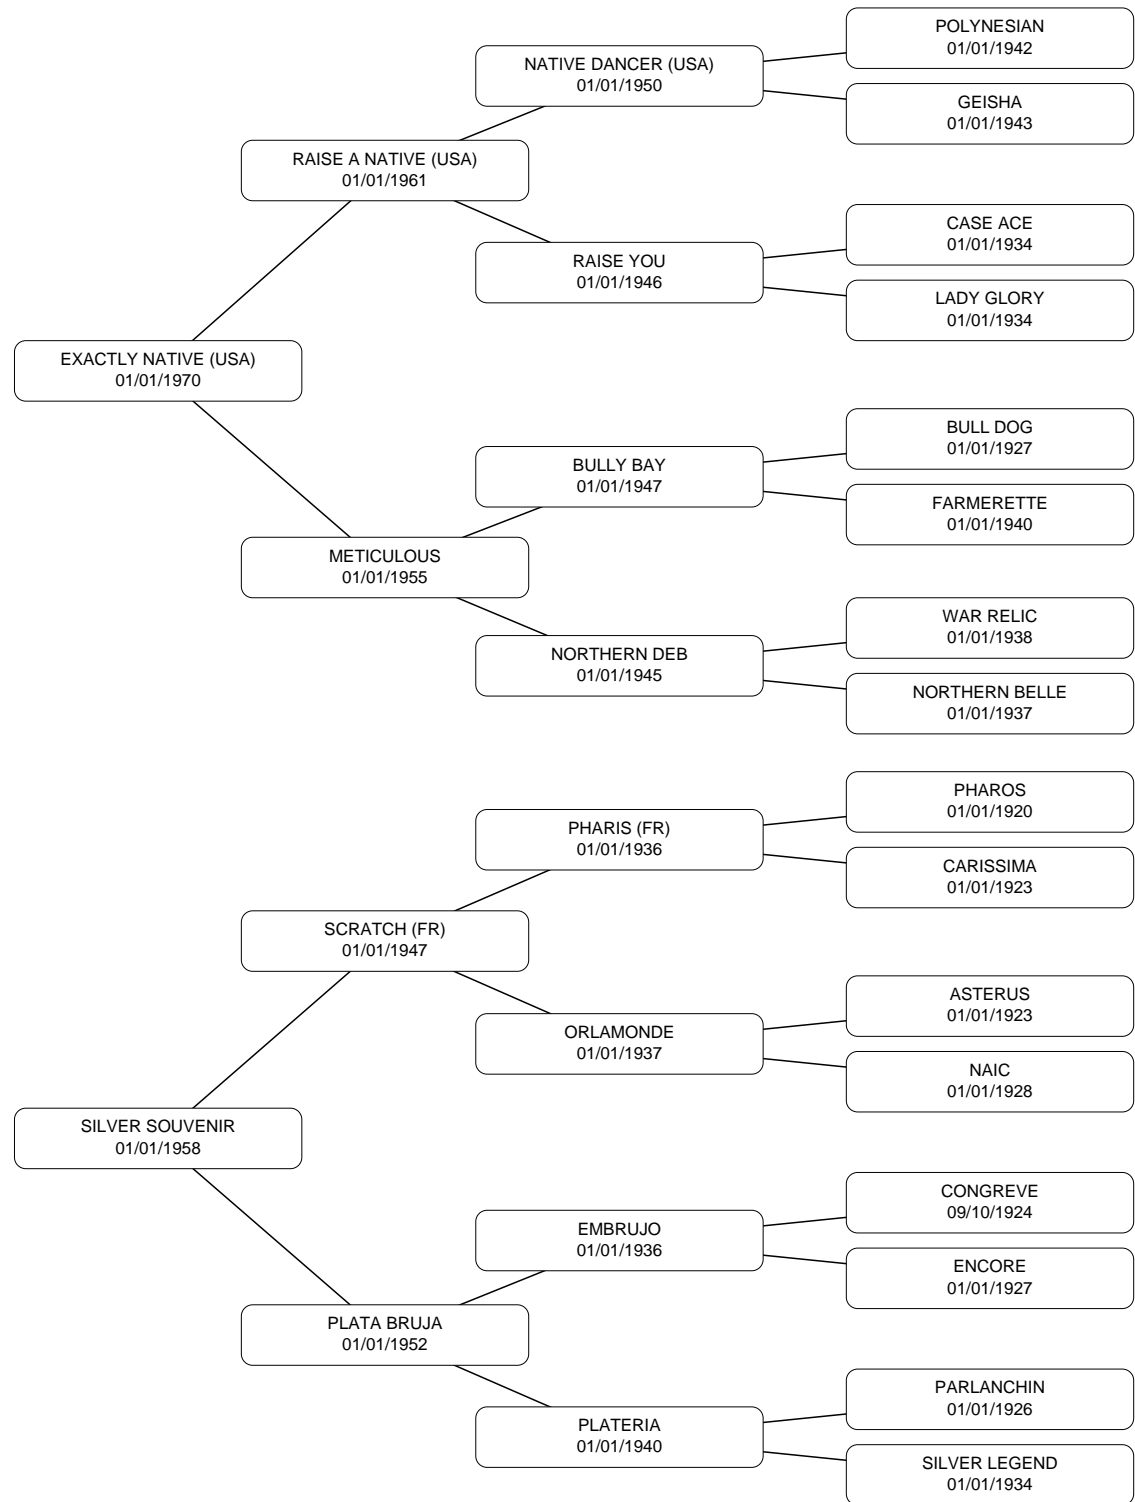 POLYNESIAN
01/01/1942
NATIVE DANCER (USA)
01/01/1950
GEISHA
01/01/1943
RAISE A NATIVE (USA)
01/01/1961
CASE ACE
01/01/1934
RAISE YOU
01/01/1946
LADY GLORY
01/01/1934
EXACTLY NATIVE (USA)
01/01/1970
BULL DOG
01/01/1927
BULLY BAY
01/01/1947
FARMERETTE
01/01/1940
METICULOUS
01/01/1955
WAR RELIC
01/01/1938
NORTHERN DEB
01/01/1945
NORTHERN BELLE
01/01/1937
PHAROS
01/01/1920
PHARIS (FR)
01/01/1936
CARISSIMA
01/01/1923
SCRATCH (FR)
01/01/1947
ASTERUS
01/01/1923
ORLAMONDE
01/01/1937
NAIC
01/01/1928
SILVER SOUVENIR
01/01/1958
CONGREVE
09/10/1924
EMBRUJO
01/01/1936
ENCORE
01/01/1927
PLATA BRUJA
01/01/1952
PARLANCHIN
01/01/1926
PLATERIA
01/01/1940
SILVER LEGEND
01/01/1934